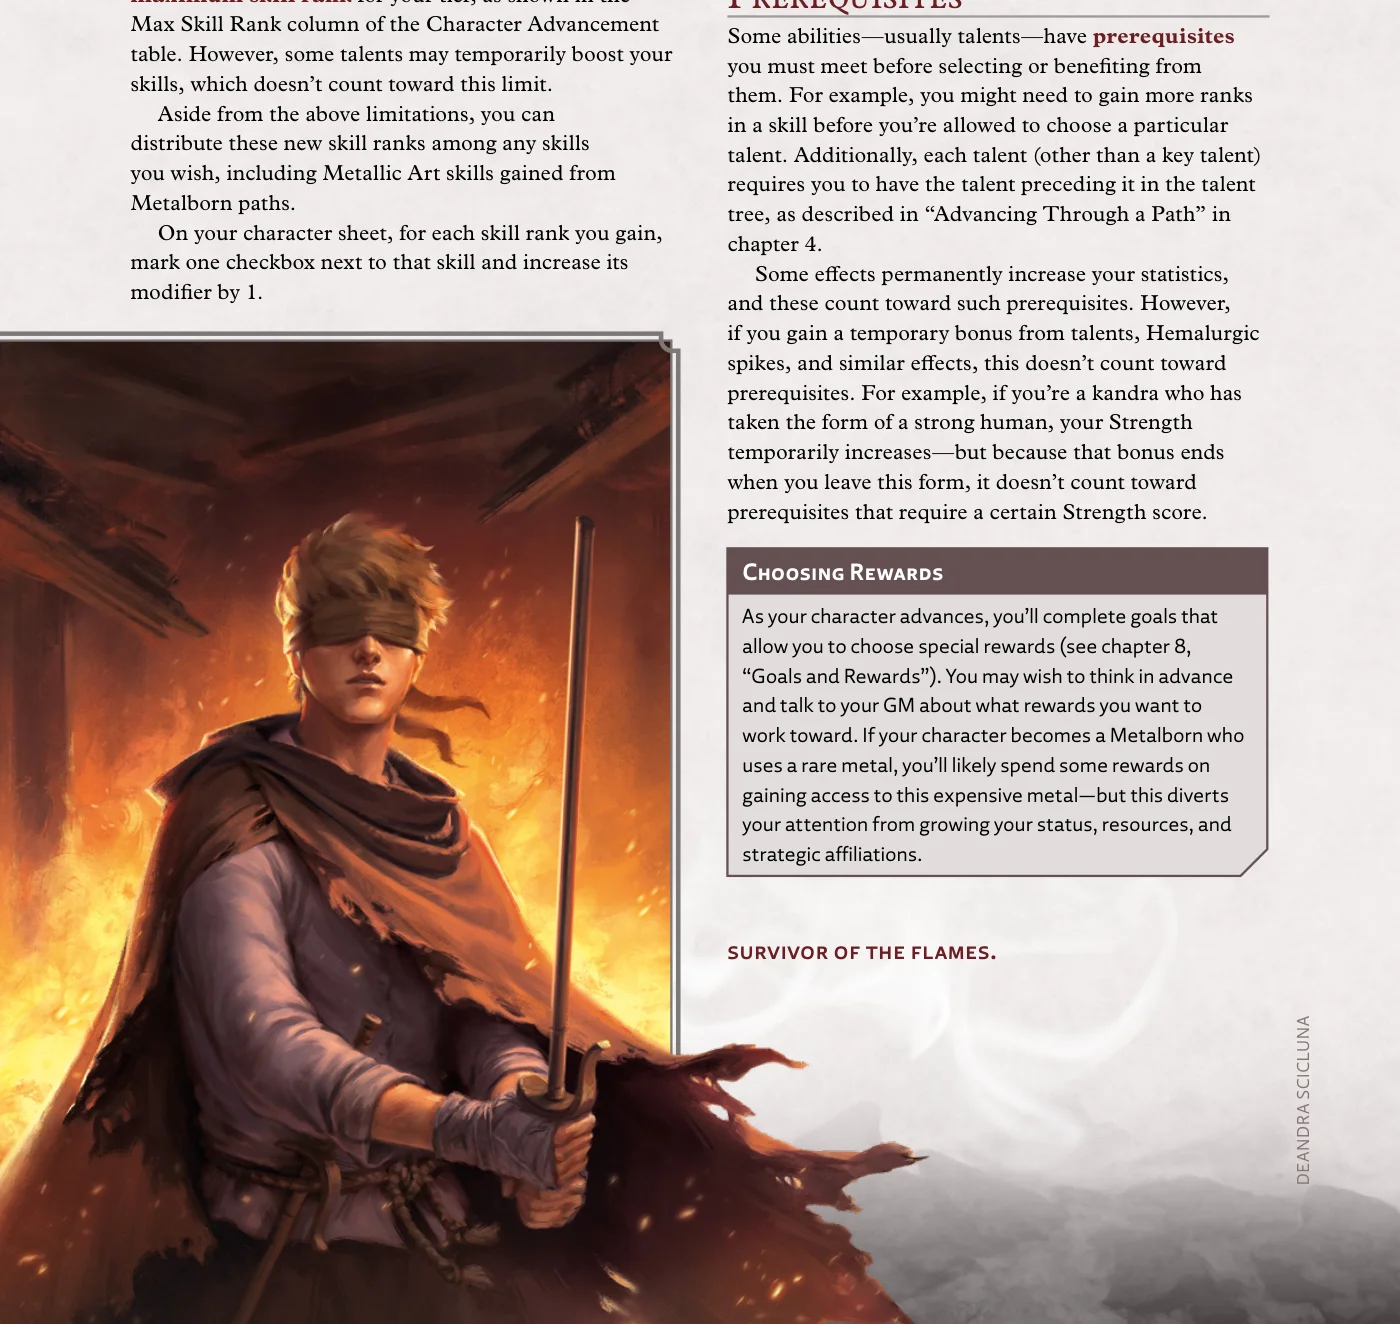 maximum skill rank for your tier, as shown in the
Max Skill Rank column of the Character Advancement
table. However, some talents may temporarily boost your
skills, which doesn’t count toward this limit.
Aside from the above limitations, you can
distribute these new skill ranks among any skills
you wish, including Metallic Art skills gained from
Metalborn paths.
On your character sheet, for each skill rank you gain,
mark one checkbox next to that skill and increase its
modifier by 1.
PREREQUISITES
Some abilities—usually talents—have prerequisites
you must meet before selecting or benefiting from
them. For example, you might need to gain more ranks
in a skill before you’re allowed to choose a particular
talent. Additionally, each talent (other than a key talent)
requires you to have the talent preceding it in the talent
tree, as described in “Advancing Through a Path” in
chapter 4.
Some effects permanently increase your statistics,
and these count toward such prerequisites. However,
if you gain a temporary bonus from talents, Hemalurgic
spikes, and similar effects, this doesn’t count toward
prerequisites. For example, if you’re a kandra who has
taken the form of a strong human, your Strength
temporarily increases—but because that bonus ends
when you leave this form, it doesn’t count toward
prerequisites that require a certain Strength score.
CHOOSING REWARDS
As your character advances, you’ll complete goals that
allow you to choose special rewards (see chapter 8,
“Goals and Rewards”). You may wish to think in advance
and talk to your GM about what rewards you want to
work toward. If your character becomes a Metalborn who
uses a rare metal, you’ll likely spend some rewards on
gaining access to this expensive metal—but this diverts
your attention from growing your status, resources, and
strategic affiliations.
SURVIVOR OF THE FLAMES.
DEANDRA SCICLUNA